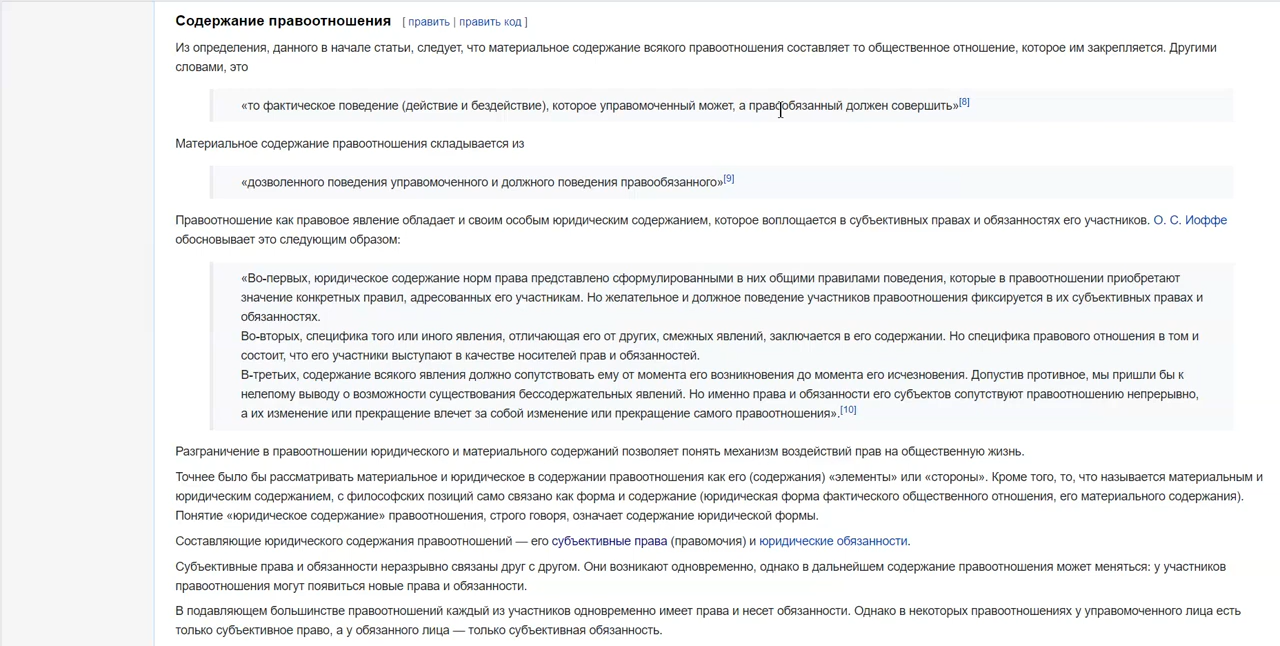 Содержание правоотношения [ править | править код ]
Из определения, данного в начале статьи, следует, что материальное содержание всякого правоотношения составляет то общественное отношение, которое им закрепляется. Другими
словами, это
«то фактическое поведение (действие и бездействие), которое управомоченный может, а правообязанный должен совершить»[8]
Материальное содержание правоотношения складывается из
«дозволенного поведения управомоченного и должного поведения правообязанного»[9]
Правоотношение как правовое явление обладает и своим особым юридическим содержанием, которое воплощается в субъективных правах и обязанностях его участников. О. С. Иоффе
обосновывает это следующим образом:
«Во-первых, юридическое содержание норм права представлено сформулированными в них общими правилами поведения, которые в правоотношении приобретают
значение конкретных правил, адресованных его участникам. Но желательное и должное поведение участников правоотношения фиксируется в их субъективных правах и
обязанностях.
Во-вторых, специфика того или иного явления, отличающая его от других, смежных явлений, заключается в его содержании. Но специфика правового отношения в том и
состоит, что его участники выступают в качестве носителей прав и обязанностей.
В-третьих, содержание всякого явления должно сопутствовать ему от момента его возникновения до момента его исчезновения. Допустив противное, мы пришли бы к
нелепому выводу о возможности существования бессодержательных явлений. Но именно права и обязанности его субъектов сопутствуют правоотношению непрерывно,
а их изменение или прекращение влечет за собой изменение или прекращение самого правоотношения».[10]
Разграничение в правоотношении юридического и материального содержаний позволяет понять механизм воздействий прав на общественную жизнь.
Точнее было бы рассматривать материальное и юридическое в содержании правоотношения как его (содержания) «элементы» или «стороны». Кроме того, то, что называется материальным и
юридическим содержанием, с философских позиций само связано как форма и содержание (юридическая форма фактического общественного отношения, его материального содержания).
Понятие «юридическое содержание» правоотношения, строго говоря, означает содержание юридической формы.
Составляющие юридического содержания правоотношений — его субъективные права (правомочия) и юридические обязанности.
Субъективные права и обязанности неразрывно связаны друг с другом. Они возникают одновременно, однако в дальнейшем содержание правоотношения может меняться: у участников
правоотношения могут появиться новые права и обязанности.
В подавляющем большинстве правоотношений каждый из участников одновременно имеет права и несет обязанности. Однако в некоторых правоотношениях у управомоченного лица есть
только субъективное право, а у обязанного лица — только субъективная обязанность.